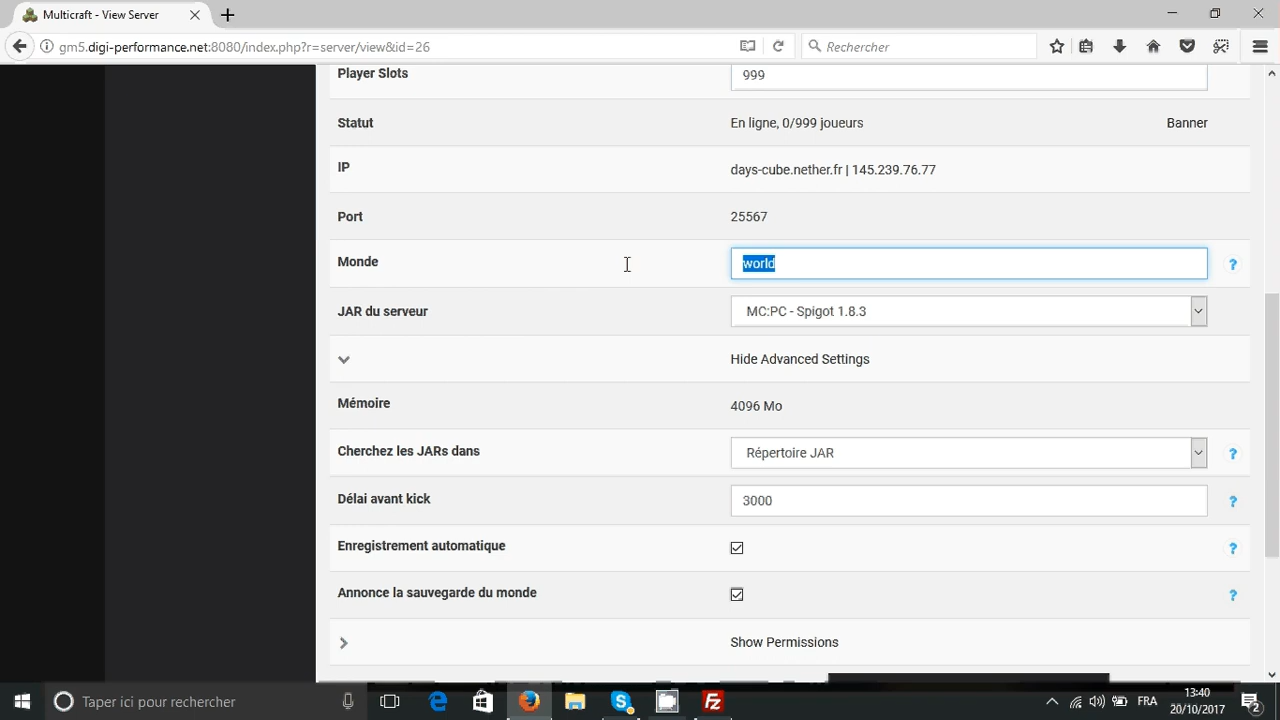 Multicraft - View Server
gm5.digi-performance.net:8080/index.php?r=server/view&id=26
Rechercher
Player Slots
999
Statut
En ligne, 0/999 joueurs
Banner
IP
days-cube.nether.fr | 145.239.76.77
Port
25567
Monde
world
?
JAR du serveur
MC:PC - Spigot 1.8.3
Hide Advanced Settings
Mémoire
4096 Mo
Cherchez les JARs dans
Répertoire JAR
?
Délai avant kick
3000
?
Enregistrement automatique
?
Annonce la sauvegarde du monde
?
Show Permissions
Taper ici pour rechercher
FRA
13:40
20/10/2017
2